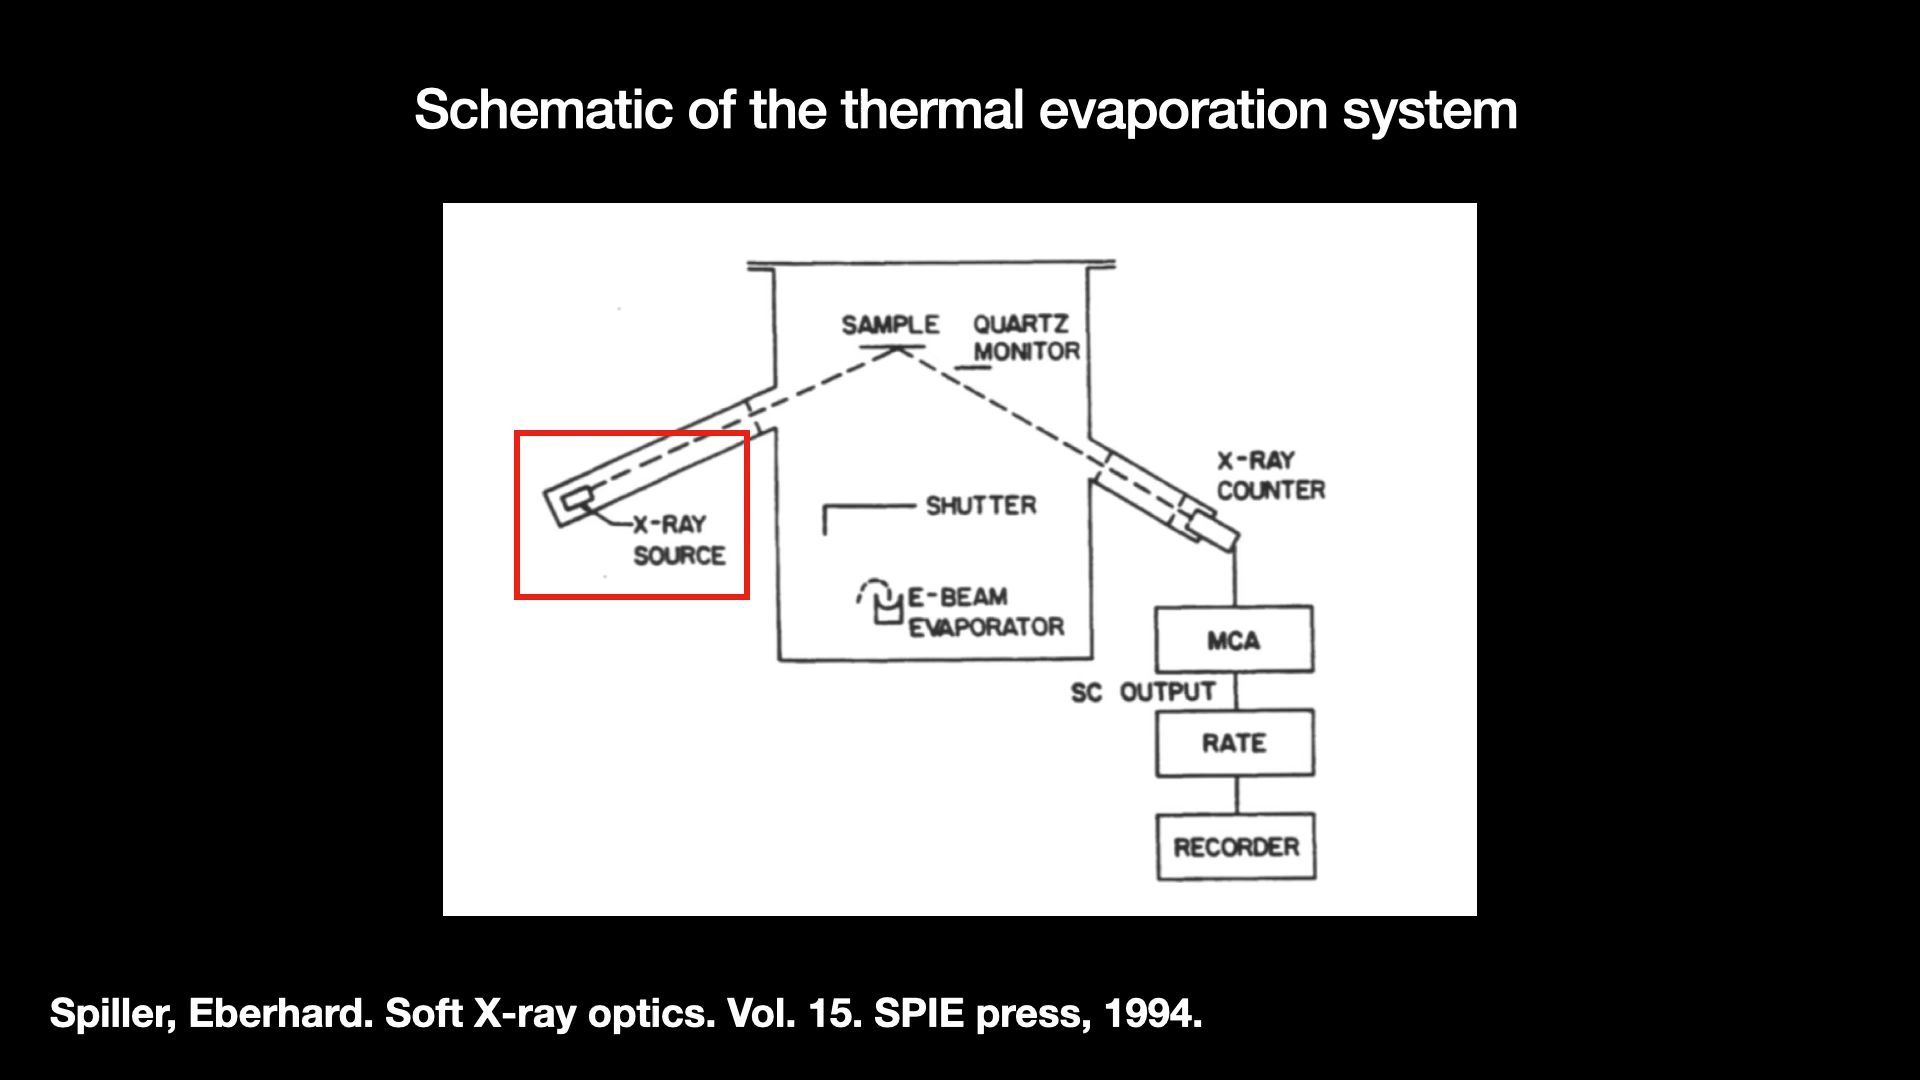 Schematic of the thermal evaporation system
SAMPLE
QUARTZ
MONITOR
X-RAY
COUNTER
SHUTTER
X-RAY
SOURCE
E-BEAM
EVAPORATOR
MCA
SC OUTPUT
RATE
RECORDER
Spiller, Eberhard. Soft X-ray optics. Vol. 15. SPIE press, 1994.